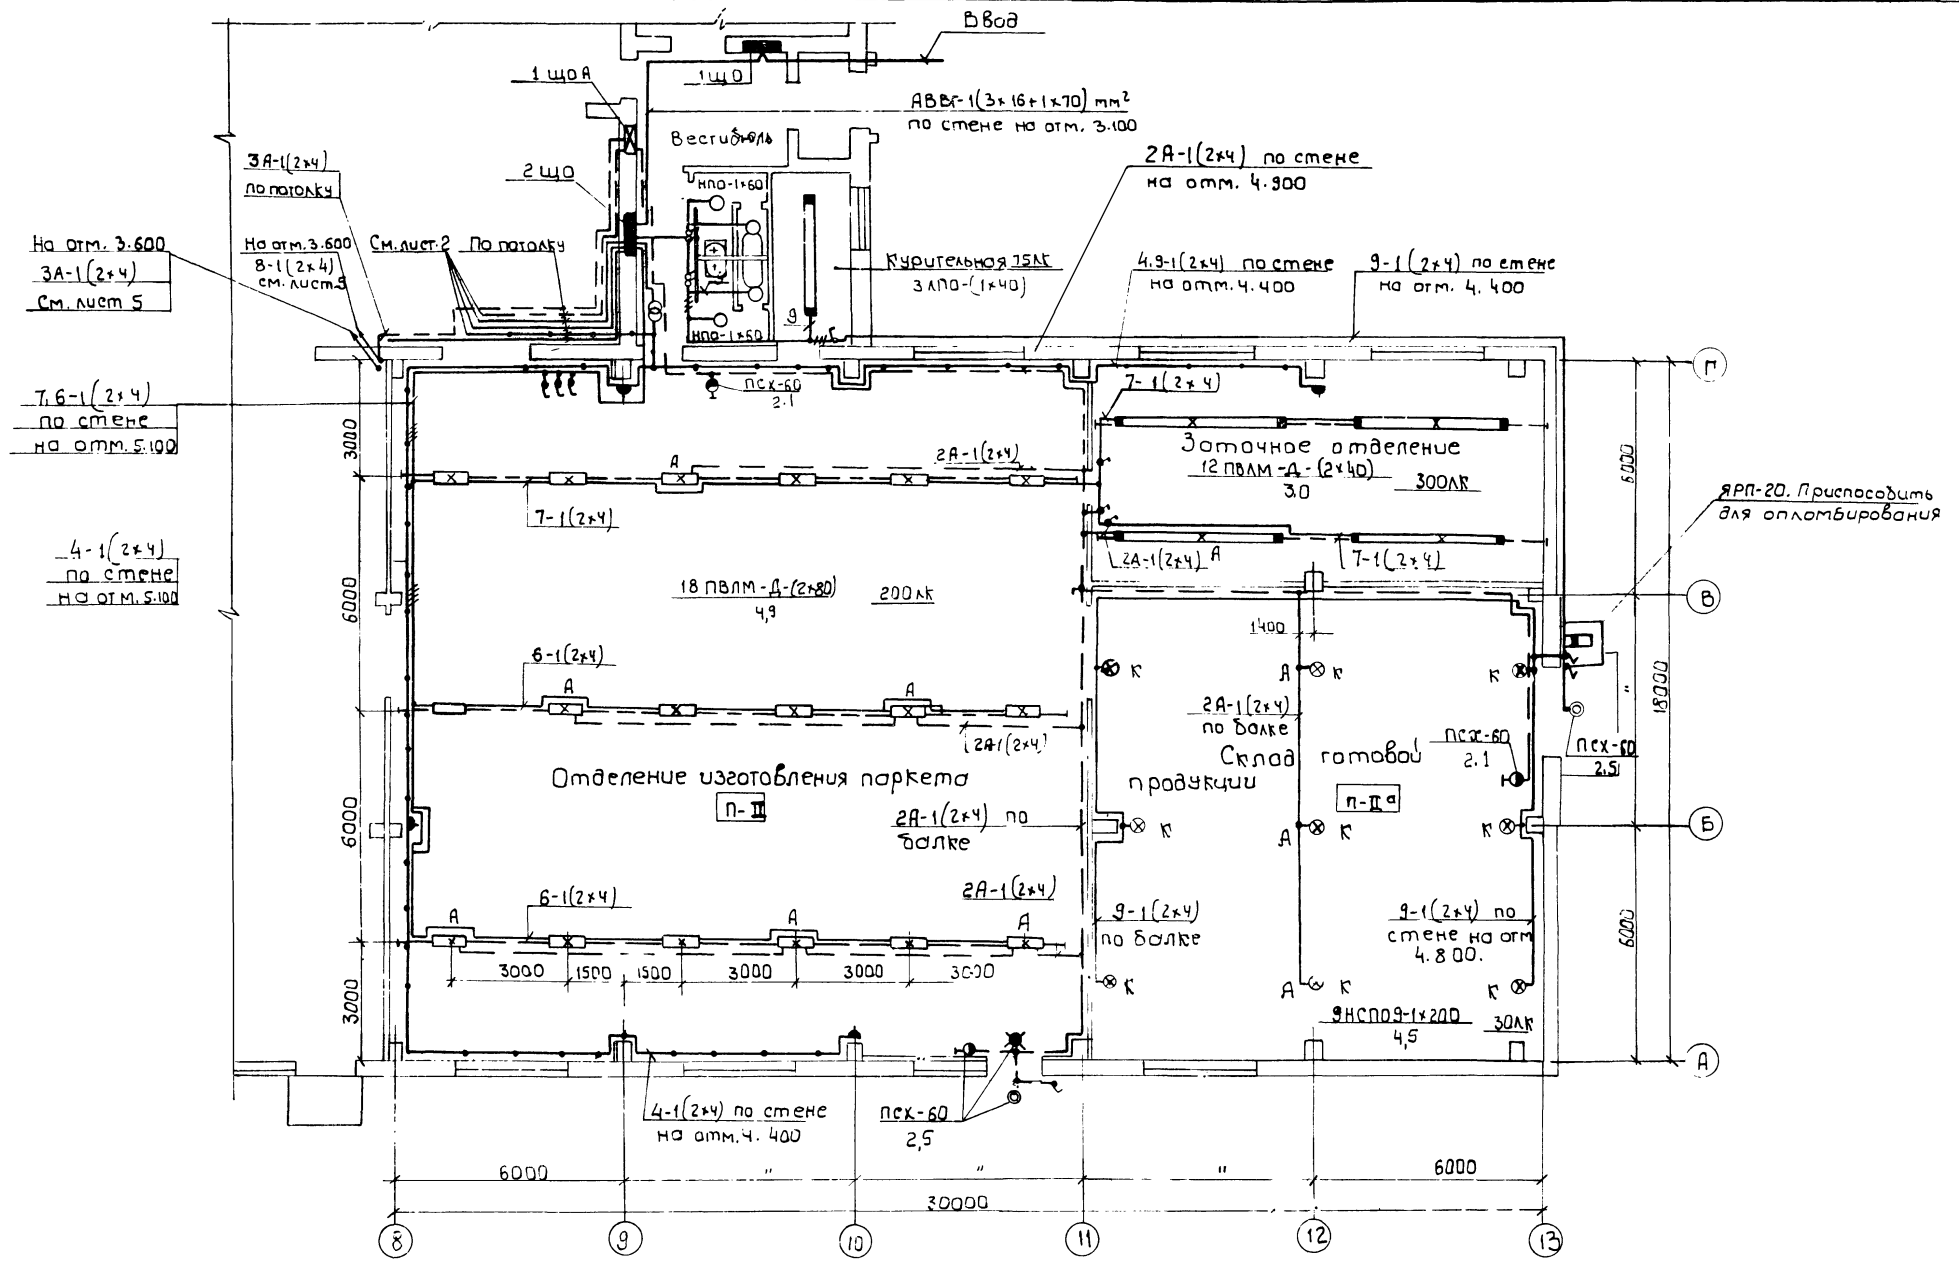 Ввод
1 ЩО А
1 ЩО
АВВГ-1(3×16+1×70) mm²
по стене на отм. 3.100
Вестибюль
3А-1(2×4)
по потолку
2 ЩО
НПО-1×60
2А-1(2×4) по стене
на отм. 4.900
На отм. 3.600
3А-1(2×4)
См. лист 5
На отм. 3.600
8-1(2×4)
см. лист 5
См. лист 2
По потолку
Курительная 75лк
3 ЛПО-(1×40)
4,9-1(2×4) по стене
на отм. 4.400
9-1(2×4) по стене
на отм. 4.400
9
НПО-1×60
Г
7,6-1(2×4)
по стене
на отм. 5.100
3000
ПСХ-60
2.1
7-1(2×4)
Заточное отделение
12 ПВЛМ-Д-(2×40)
3.0
300лк
6000
А
2А-1(2×4)
7-1(2×4)
ЯРП-20. Приспособить
для опломбирования
4-1(2×4)
по стене
на отм. 5.100
6000
18 ПВЛМ-Д-(2×80)
4,9
200лк
2А-1(2×4)
А
7-1(2×4)
В
1400
6-1(2×4)
А
А
2А1(2×4)
К
А
К
К
"
18000
2А-1(2×4)
по балке
ПСХ-60
2.1
ПСХ-60
2.5
Отделение изготовления паркета
П-II
Склад готовой
продукции
П-IIа
6000
2А-1(2×4) по
балке
К
А
К
К
Б
6-1(2×4)
2А-1(2×4)
А
А
А
9-1(2×4)
по балке
9-1(2×4) по
стене на отм
4.800.
6000
3000
1500
1500
3000
3000
3000
3000
К
А
К
К
9НСПО9-1×200
4,5
30лк
А
4-1(2×4) по стене
на отм. 4.400
ПСХ-60
2,5
6000
"
"
"
6000
30000
8
9
10
11
12
13